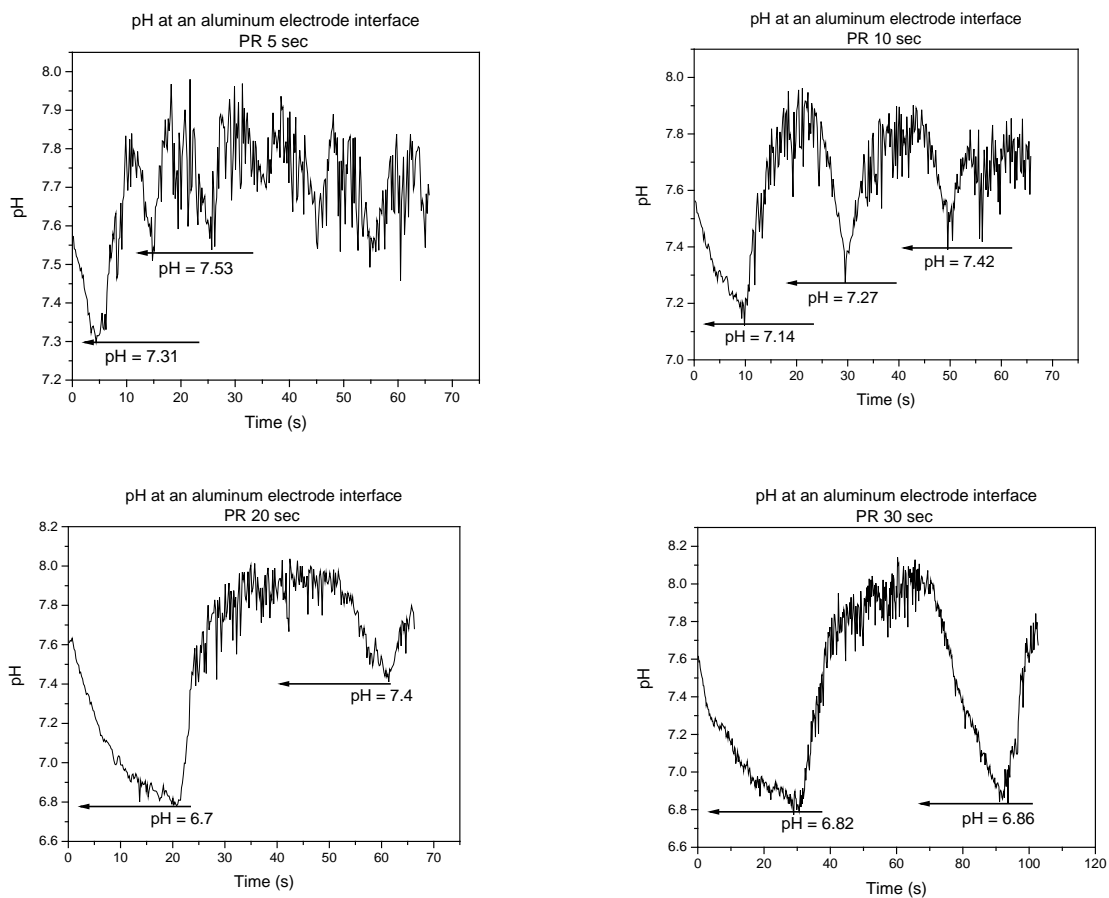 pH at an aluminum electrode interface
PR 5 sec
8.0
7.9
7.8
7.7
7.6
7.5
7.4
7.3
7.2
pH
pH = 7.53
pH = 7.31
0 10 20 30 40 50 60 70
Time (s)
pH at an aluminum electrode interface
PR 10 sec
8.0
7.8
7.6
7.4
7.2
7.0
pH
pH = 7.42
pH = 7.27
pH = 7.14
0 10 20 30 40 50 60 70
Time (s)
pH at an aluminum electrode interface
PR 20 sec
8.2
8.0
7.8
7.6
7.4
7.2
7.0
6.8
6.6
pH
pH = 7.4
pH = 6.7
0 10 20 30 40 50 60 70
Time (s)
pH at an aluminum electrode interface
PR 30 sec
8.2
8.0
7.8
7.6
7.4
7.2
7.0
6.8
6.6
pH
pH = 6.82
pH = 6.86
0 20 40 60 80 100 120
Time (s)